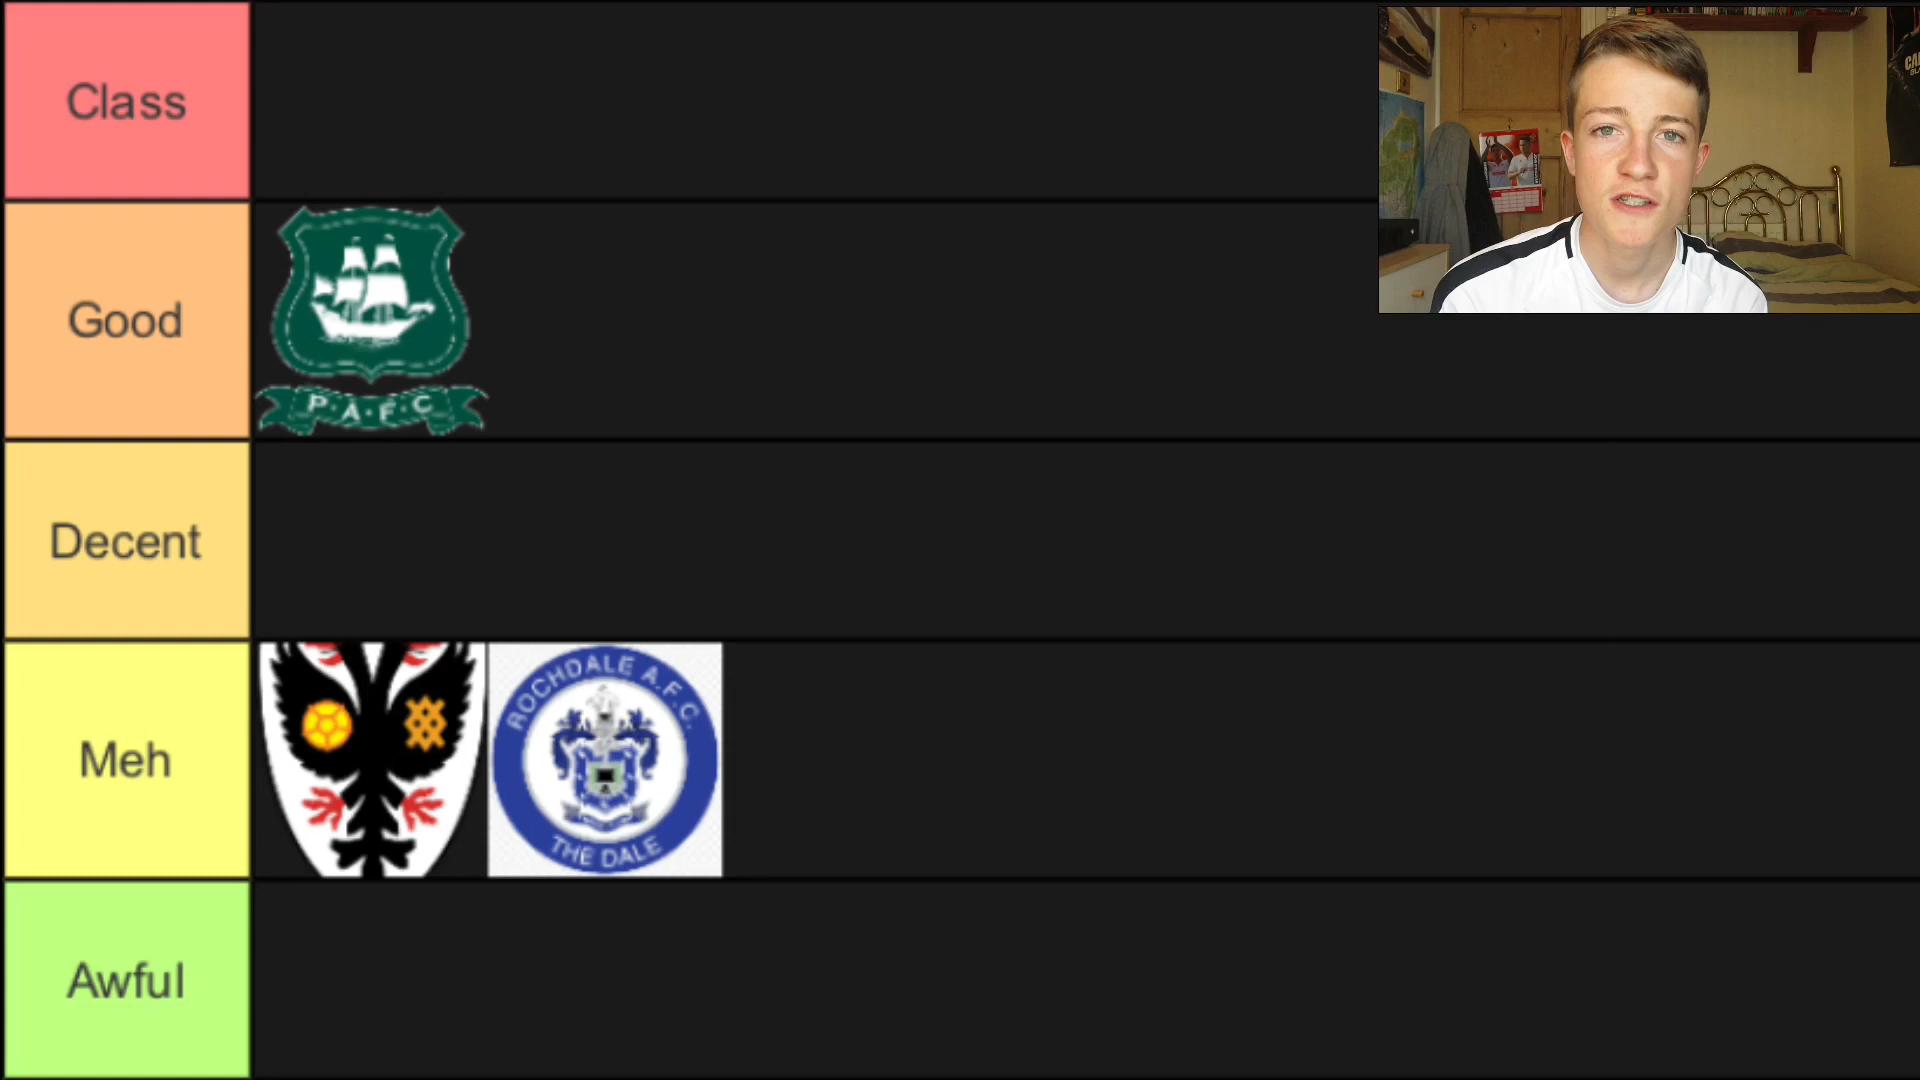 Class
Good
P.A.F.C
Decent
Meh
ROCHDALE A.F.C.
THE DALE
Awful